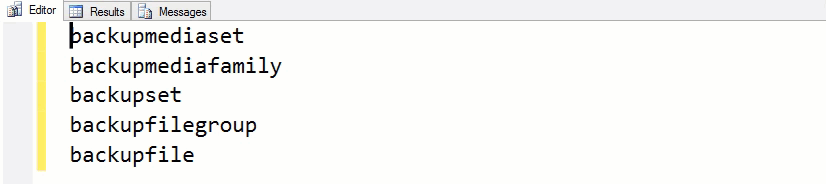 Editor Results Messages
backupmediaset
backupmediafamily
backupset
backupfilegroup
backupfile